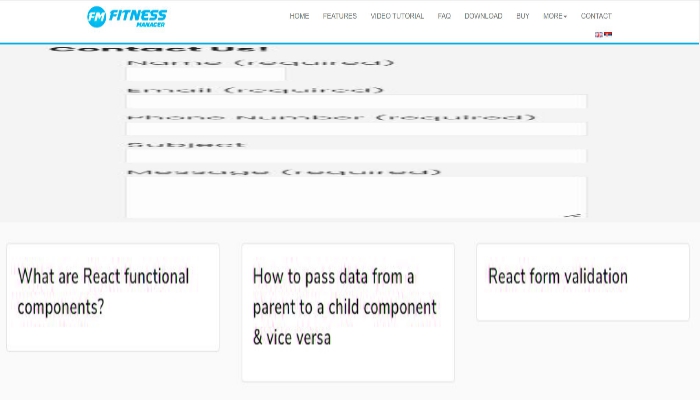 FM FITNESS
MANAGER
HOME FEATURES VIDEO TUTORIAL FAQ DOWNLOAD BUY MORE CONTACT
Contact Us!
Name (required)
Email (required)
Phone Number (required)
Subject
Message (required)
What are React functional
components?
How to pass data from a
parent to a child component
& vice versa
React form validation